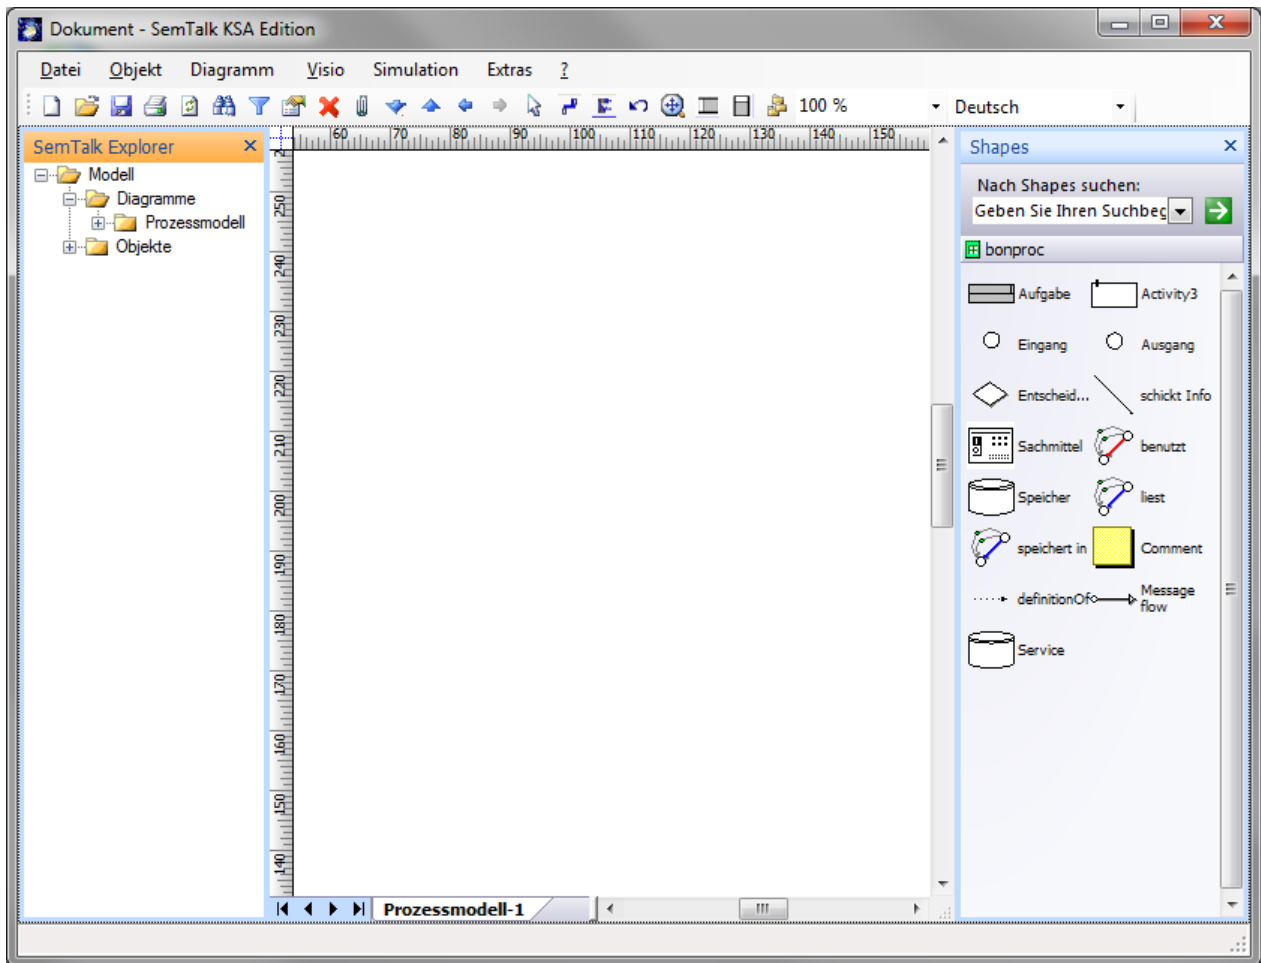 Dokument - SemTalk KSA Edition
Datei Objekt Diagramm Visio Simulation Extras ?
100 % Deutsch
SemTalk Explorer
Modell
Diagramme
Prozessmodell
Objekte
60 70 80 90 100 110 120 130 140 150
250
240
230
220
210
200
190
180
170
160
150
140
Prozessmodell-1
Shapes
Nach Shapes suchen:
Geben Sie Ihren Suchbeg
bonproc
Aufgabe Activity3
Eingang Ausgang
Entscheid... schickt Info
Sachmittel benutzt
Speicher liest
speichert in Comment
definitionOf Message
flow
Service